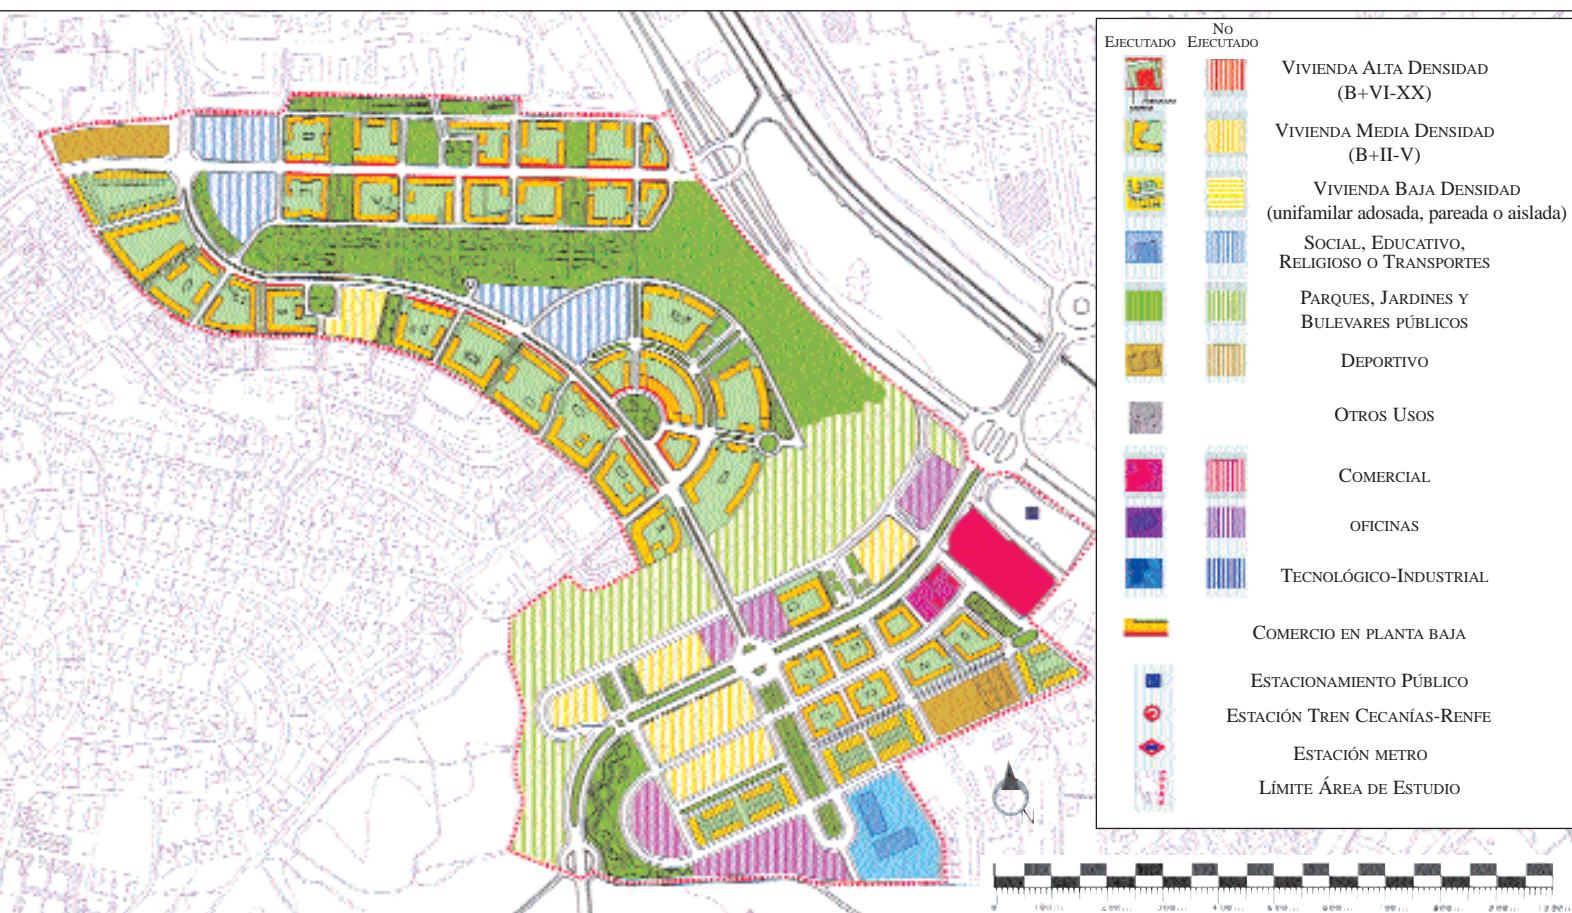 No
Ejecutado Ejecutado
Vivienda Alta Densidad
(B+VI-XX)
Vivienda Media Densidad
(B+II-V)
Vivienda Baja Densidad
(unifamilar adosada, pareada o aislada)
Social, Educativo,
Religioso o Transportes
Parques, Jardines y
Bulevares públicos
Deportivo
Otros Usos
Comercial
oficinas
Tecnológico-Industrial
Comercio en planta baja
Estacionamiento Público
Estación Tren Cecanías-Renfe
Estación metro
Límite Área de Estudio
N